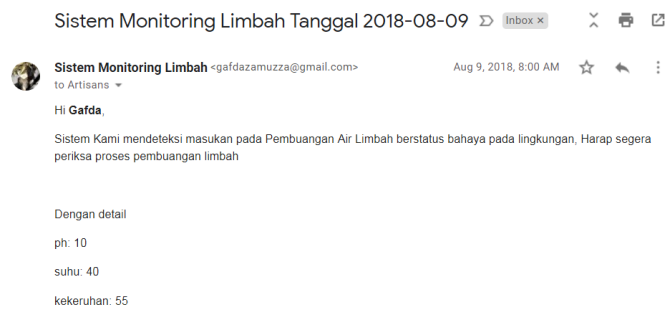 Sistem Monitoring Limbah Tanggal 2018-08-09 Inbox ×
Sistem Monitoring Limbah <gafdazamuzza@gmail.com> Aug 9, 2018, 8:00 AM
to Artisans
Hi Gafda,
Sistem Kami mendeteksi masukan pada Pembuangan Air Limbah berstatus bahaya pada lingkungan, Harap segera
periksa proses pembuangan limbah
Dengan detail
ph: 10
suhu: 40
kekeruhan: 55